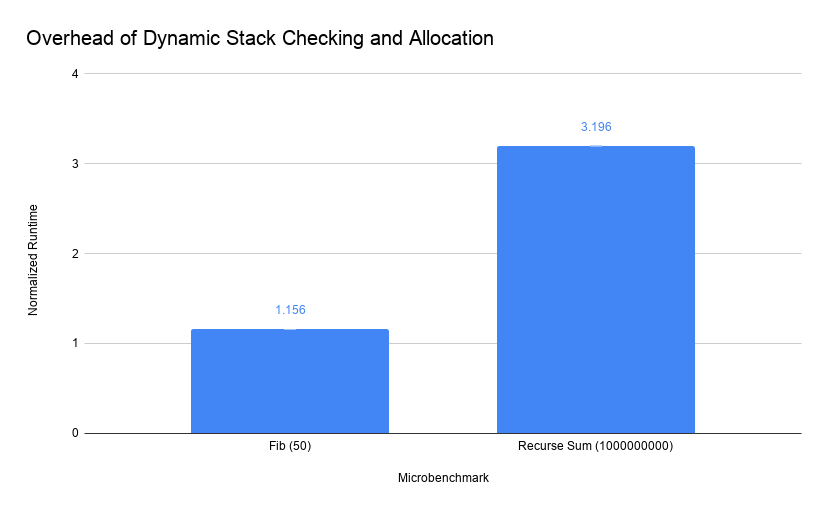 Overhead of Dynamic Stack Checking and Allocation
4
3
2
1
0
Normalized Runtime
1.156
3.196
Fib (50)
Recurse Sum (1000000000)
Microbenchmark